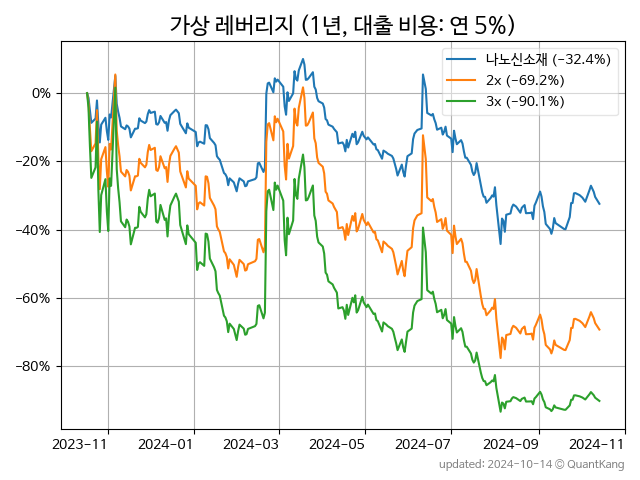 가상 레버리지 (1년, 대출 비용: 연 5%)
나노신소재 (−32.4%)
2x (−69.2%)
3x (−90.1%)
0%
−20%
−40%
−60%
−80%
2023-11
2024-01
2024-03
2024-05
2024-07
2024-09
2024-11
updated: 2024-10-14 © QuantKang